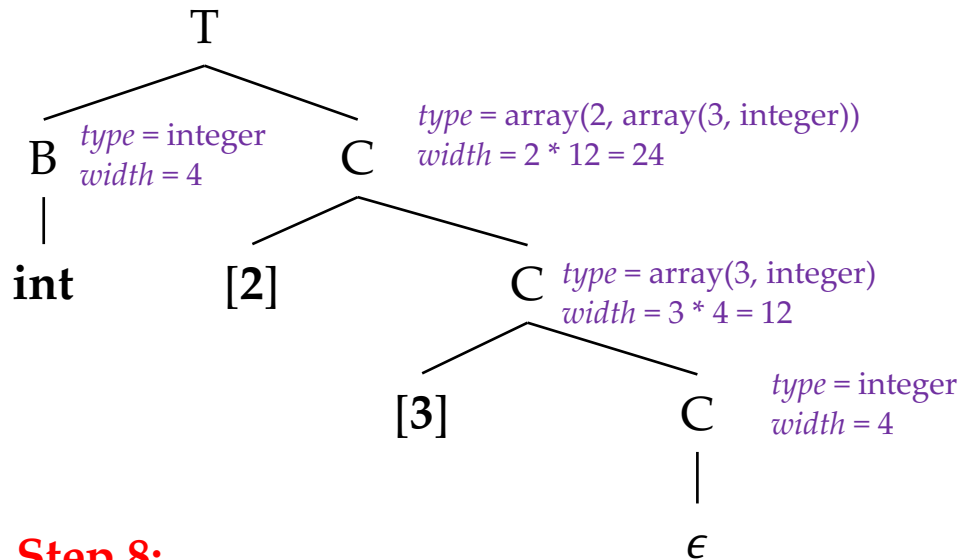 T
B
type = integer
width = 4
C
type = array(2, array(3, integer))
width = 2 * 12 = 24
int
[2]
C
type = array(3, integer)
width = 3 * 4 = 12
[3]
C
type = integer
width = 4
ϵ
Step 8: